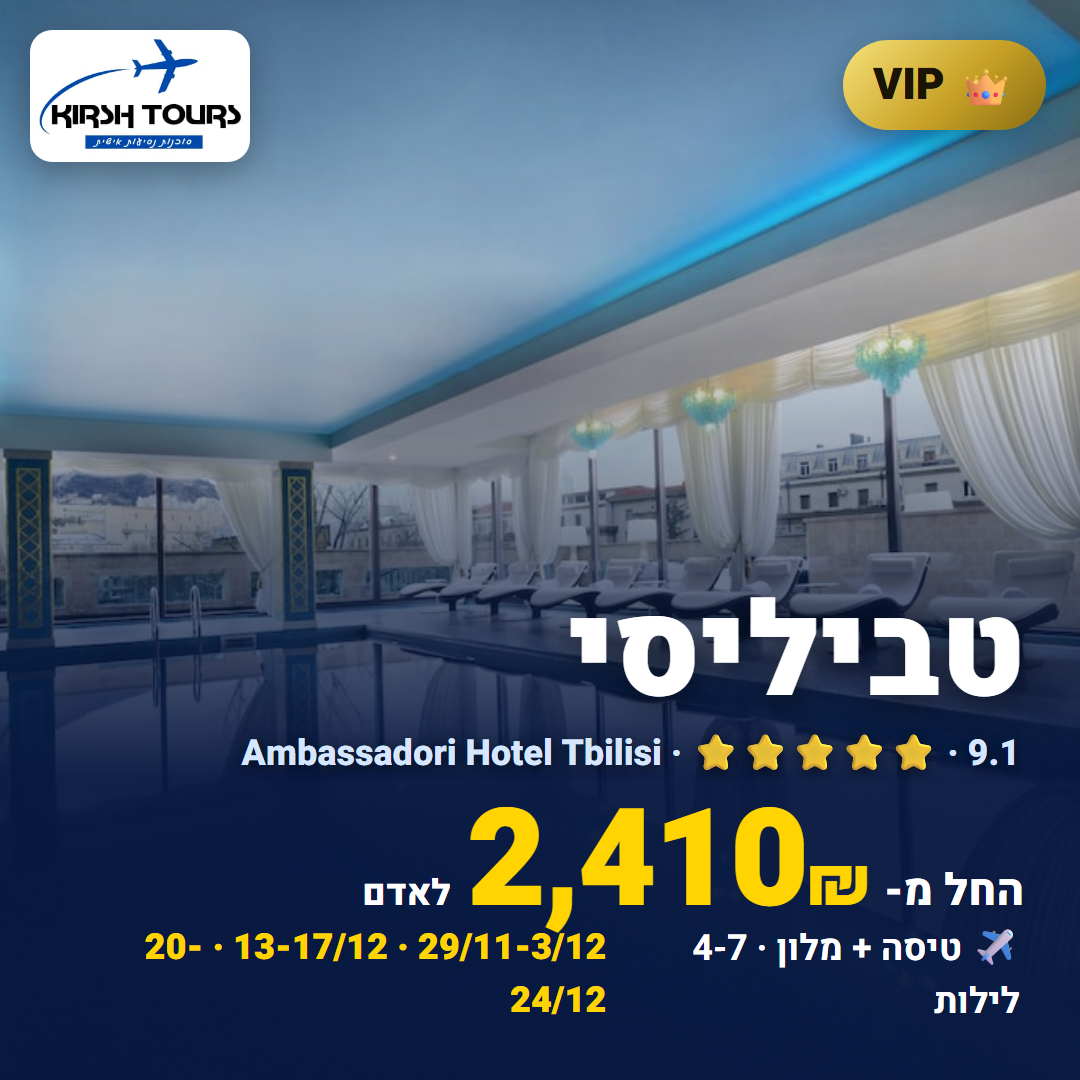 KIRSH TOURS
סוכנות נסיעות אישית
VIP
טביליסי
Ambassadori Hotel Tbilisi · ⭐⭐⭐⭐⭐ · 9.1
החל מ- ₪2,410 לאדם
✈️ טיסה + מלון · 4-7 לילות
29/11-3/12 · 13-17/12 · 20-24/12